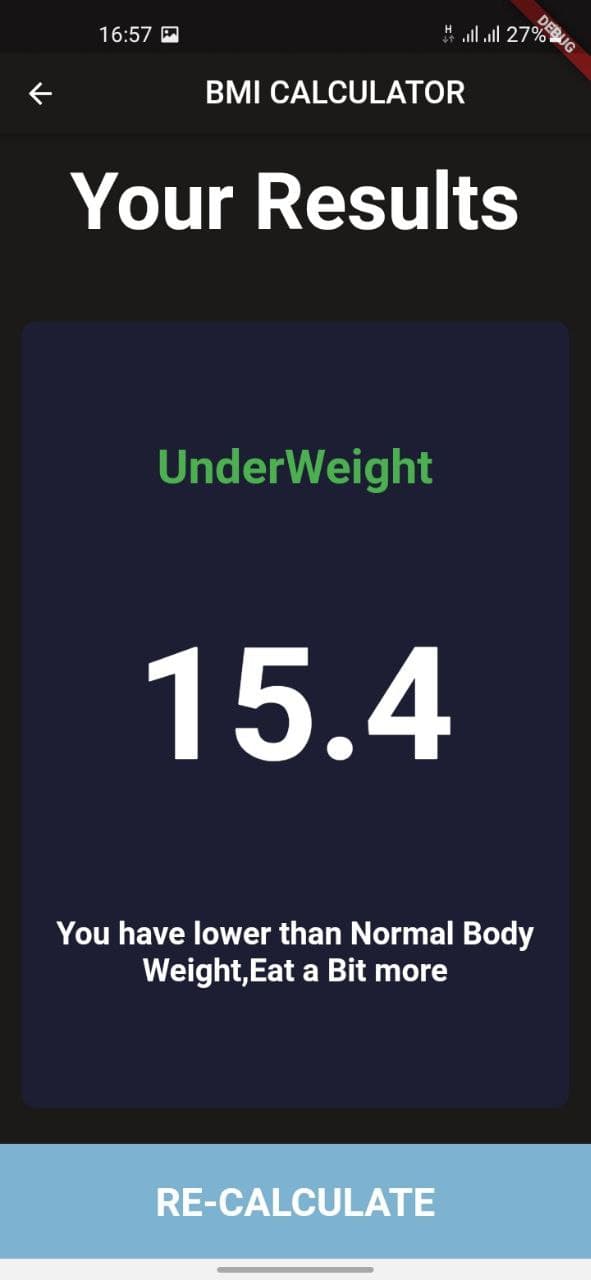 16:57 H 27% DEBUG
BMI CALCULATOR
Your Results
UnderWeight
15.4
You have lower than Normal Body
Weight,Eat a Bit more
RE-CALCULATE